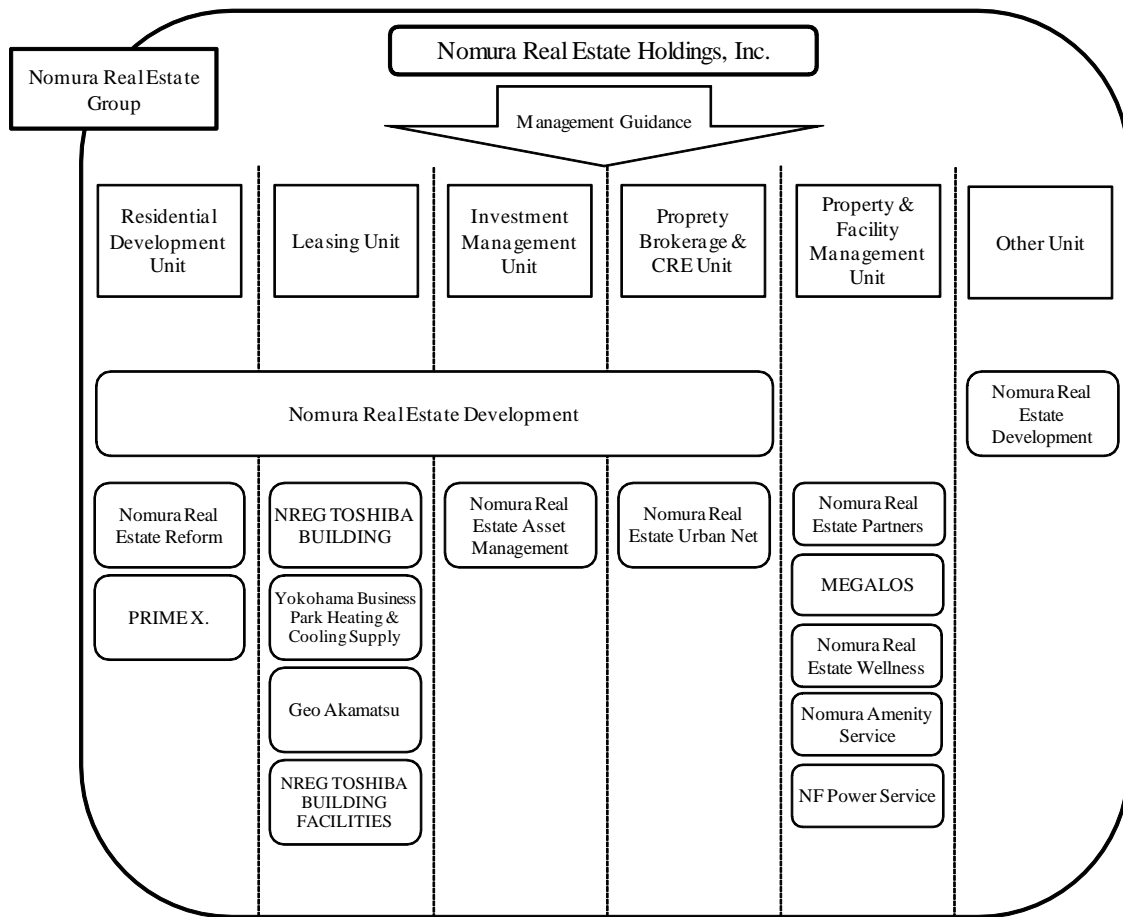 Nomura Real Estate Holdings, Inc.
Nomura Real Estate
Group
Management Guidance
Residential
Development
Unit
Leasing Unit
Investment
Management
Unit
Proprety
Brokerage &
CRE Unit
Property &
Facility
Management
Unit
Other Unit
Nomura Real Estate Development
Nomura Real
Estate
Development
Nomura Real
Estate Reform
PRIME X.
NREG TOSHIBA
BUILDING
Yokohama Business
Park Heating &
Cooling Supply
Geo Akamatsu
NREG TOSHIBA
BUILDING
FACILITIES
Nomura Real
Estate Asset
Management
Nomura Real
Estate Urban Net
Nomura Real
Estate Partners
MEGALOS
Nomura Real
Estate Wellness
Nomura Amenity
Service
NF Power Service